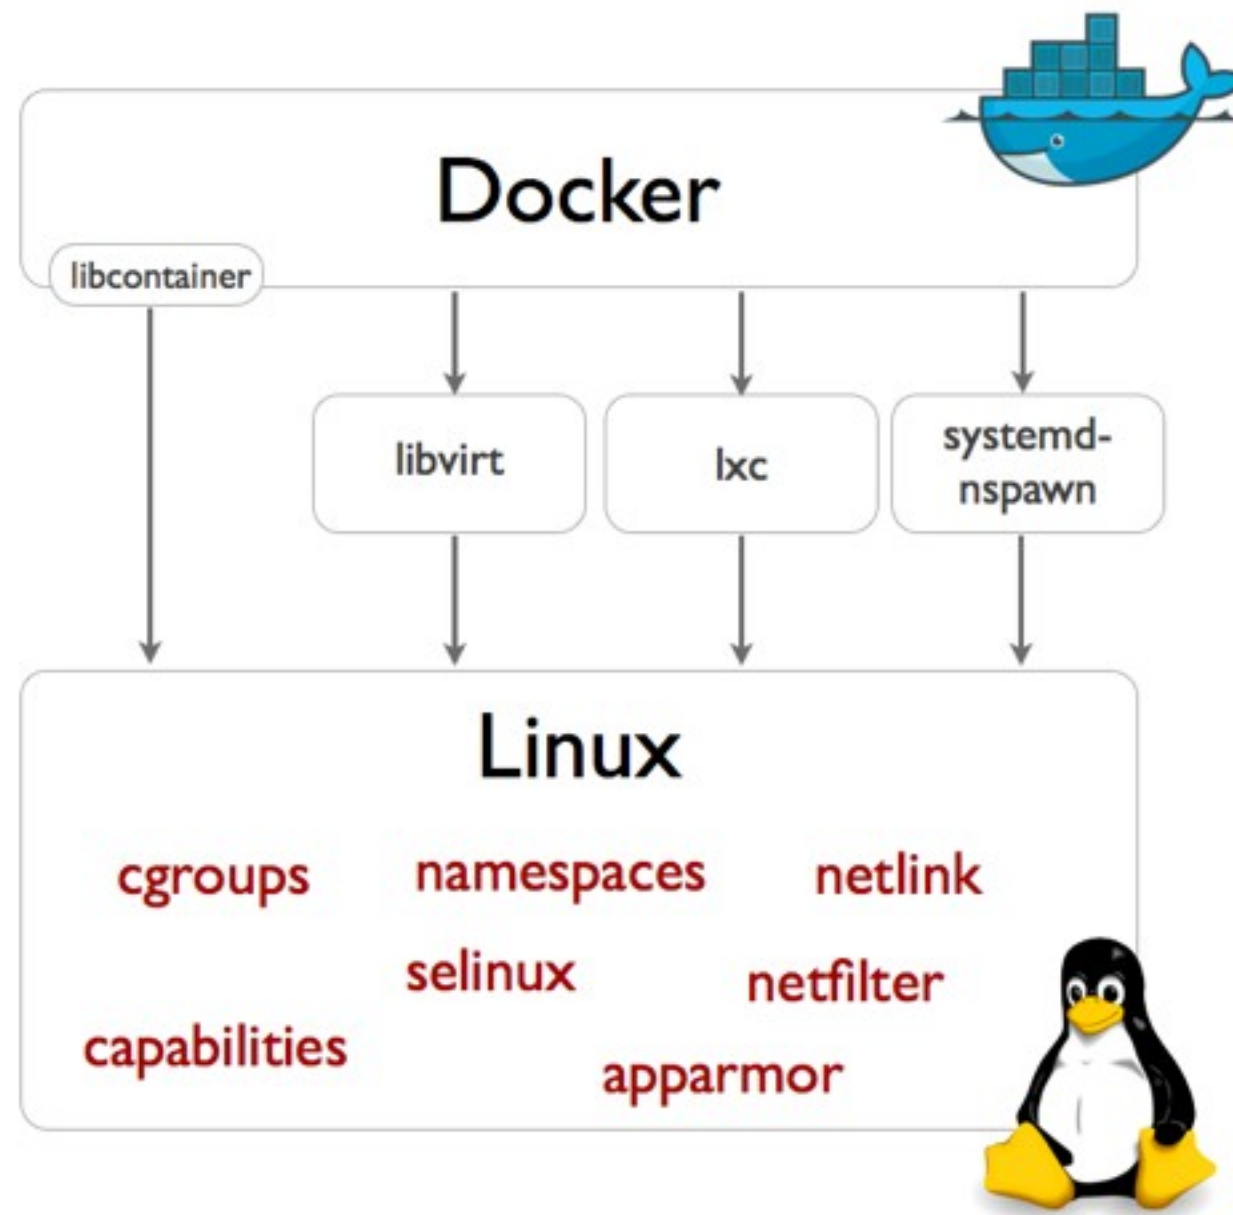 Docker
libcontainer
libvirt
lxc
systemd-
nspawn
Linux
cgroups
namespaces
netlink
selinux
netfilter
capabilities
apparmor